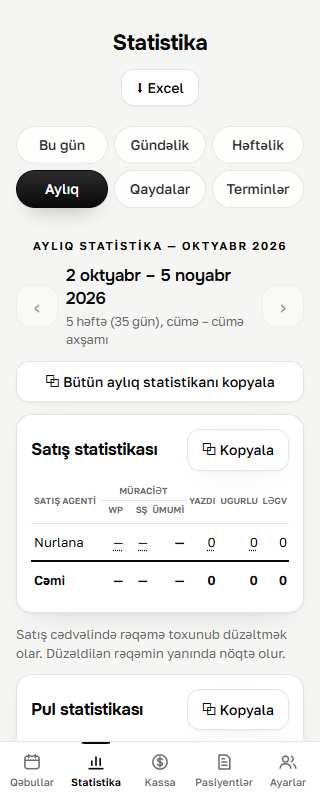 Statistika
⭳ Excel
Bu gün
Gündəlik
Həftəlik
Aylıq
Qaydalar
Terminlər
AYLIQ STATİSTİKA — OKTYABR 2026
2 oktyabr – 5 noyabr
2026
5 həftə (35 gün), cümə – cümə
axşamı
‹
›
Bütün aylıq statistikanı kopyala
Satış statistikası
Kopyala
SATIŞ AGENTİ MÜRACİƏT YAZDI UGURLU LƏGV
WP SŞ ÜMUMİ
Nurlana — — — 0 0 0
Cəmi — — — 0 0 0
Satış cədvəlində rəqəmə toxunub düzəltmək
olar. Düzəldilən rəqəmin yanında nöqtə olur.
Pul statistikası
Kopyala
Qəbullar
Statistika
Kassa
Pasiyentlər
Ayarlar